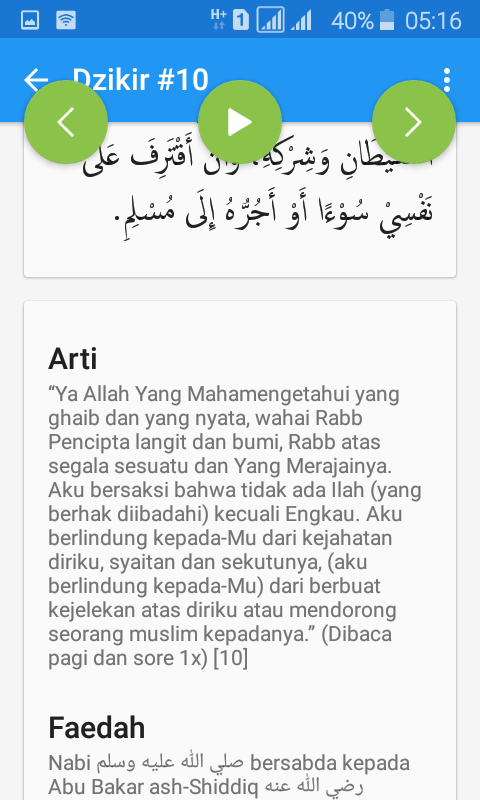 H+ 1 40% 05:16
Dzikir #10
وَشِرْكِهِ، وَأَنْ أَقْتَرِفَ عَلَى
نَفْسِيْ سُوْءًا أَوْ أَجُرُّهُ إِلَى مُسْلِمٍ.
Arti
“Ya Allah Yang Mahamengetahui yang
ghaib dan yang nyata, wahai Rabb
Pencipta langit dan bumi, Rabb atas
segala sesuatu dan Yang Merajainya.
Aku bersaksi bahwa tidak ada Ilah (yang
berhak diibadahi) kecuali Engkau. Aku
berlindung kepada-Mu dari kejahatan
diriku, syaitan dan sekutunya, (aku
berlindung kepada-Mu) dari berbuat
kejelekan atas diriku atau mendorong
seorang muslim kepadanya.” (Dibaca
pagi dan sore 1x) [10]
Faedah
Nabi صلي الله عليه وسلم bersabda kepada
Abu Bakar ash-Shiddiq رضي الله عنه